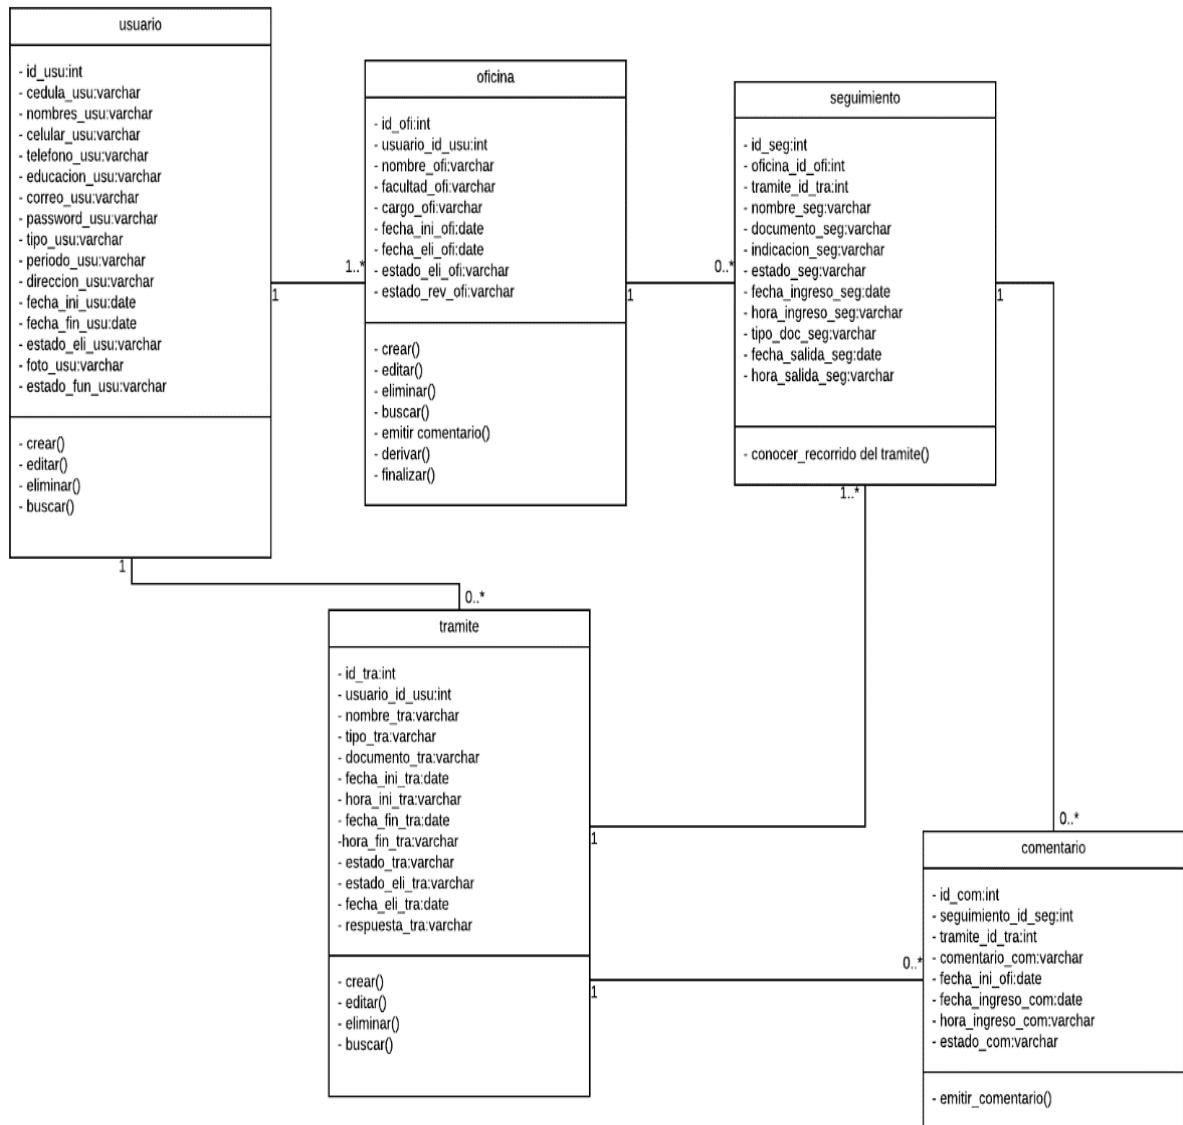 usuario
- id_usu:int
- cedula_usu:varchar
- nombres_usu:varchar
- celular_usu:varchar
- telefono_usu:varchar
- educacion_usu:varchar
- correo_usu:varchar
- password_usu:varchar
- tipo_usu:varchar
- periodo_usu:varchar
- direccion_usu:varchar
- fecha_ini_usu:date
- fecha_fin_usu:date
- estado_eli_usu:varchar
- foto_usu:varchar
- estado_fun_usu:varchar
- crear()
- editar()
- eliminar()
- buscar()
1
1..*
oficina
- id_ofi:int
- usuario_id_usu:int
- nombre_ofi:varchar
- facultad_ofi:varchar
- cargo_ofi:varchar
- fecha_ini_ofi:date
- fecha_eli_ofi:date
- estado_eli_ofi:varchar
- estado_rev_ofi:varchar
- crear()
- editar()
- eliminar()
- buscar()
- emitir comentario()
- derivar()
- finalizar()
1
0..*
seguimiento
- id_seg:int
- oficina_id_ofi:int
- tramite_id_tra:int
- nombre_seg:varchar
- documento_seg:varchar
- indicacion_seg:varchar
- estado_seg:varchar
- fecha_ingreso_seg:date
- hora_ingreso_seg:varchar
- tipo_doc_seg:varchar
- fecha_salida_seg:date
- hora_salida_seg:varchar
- conocer_recorrido del tramite()
1
1..*
1
0..*
tramite
- id_tra:int
- usuario_id_usu:int
- nombre_tra:varchar
- tipo_tra:varchar
- documento_tra:varchar
- fecha_ini_tra:date
- hora_ini_tra:varchar
- fecha_fin_tra:date
-hora_fin_tra:varchar
- estado_tra:varchar
- estado_eli_tra:varchar
- fecha_eli_tra:date
- respuesta_tra:varchar
- crear()
- editar()
- eliminar()
- buscar()
1
1
0..*
0..*
comentario
- id_com:int
- seguimiento_id_seg:int
- tramite_id_tra:int
- comentario_com:varchar
- fecha_ini_ofi:date
- fecha_ingreso_com:date
- hora_ingreso_com:varchar
- estado_com:varchar
- emitir_comentario()